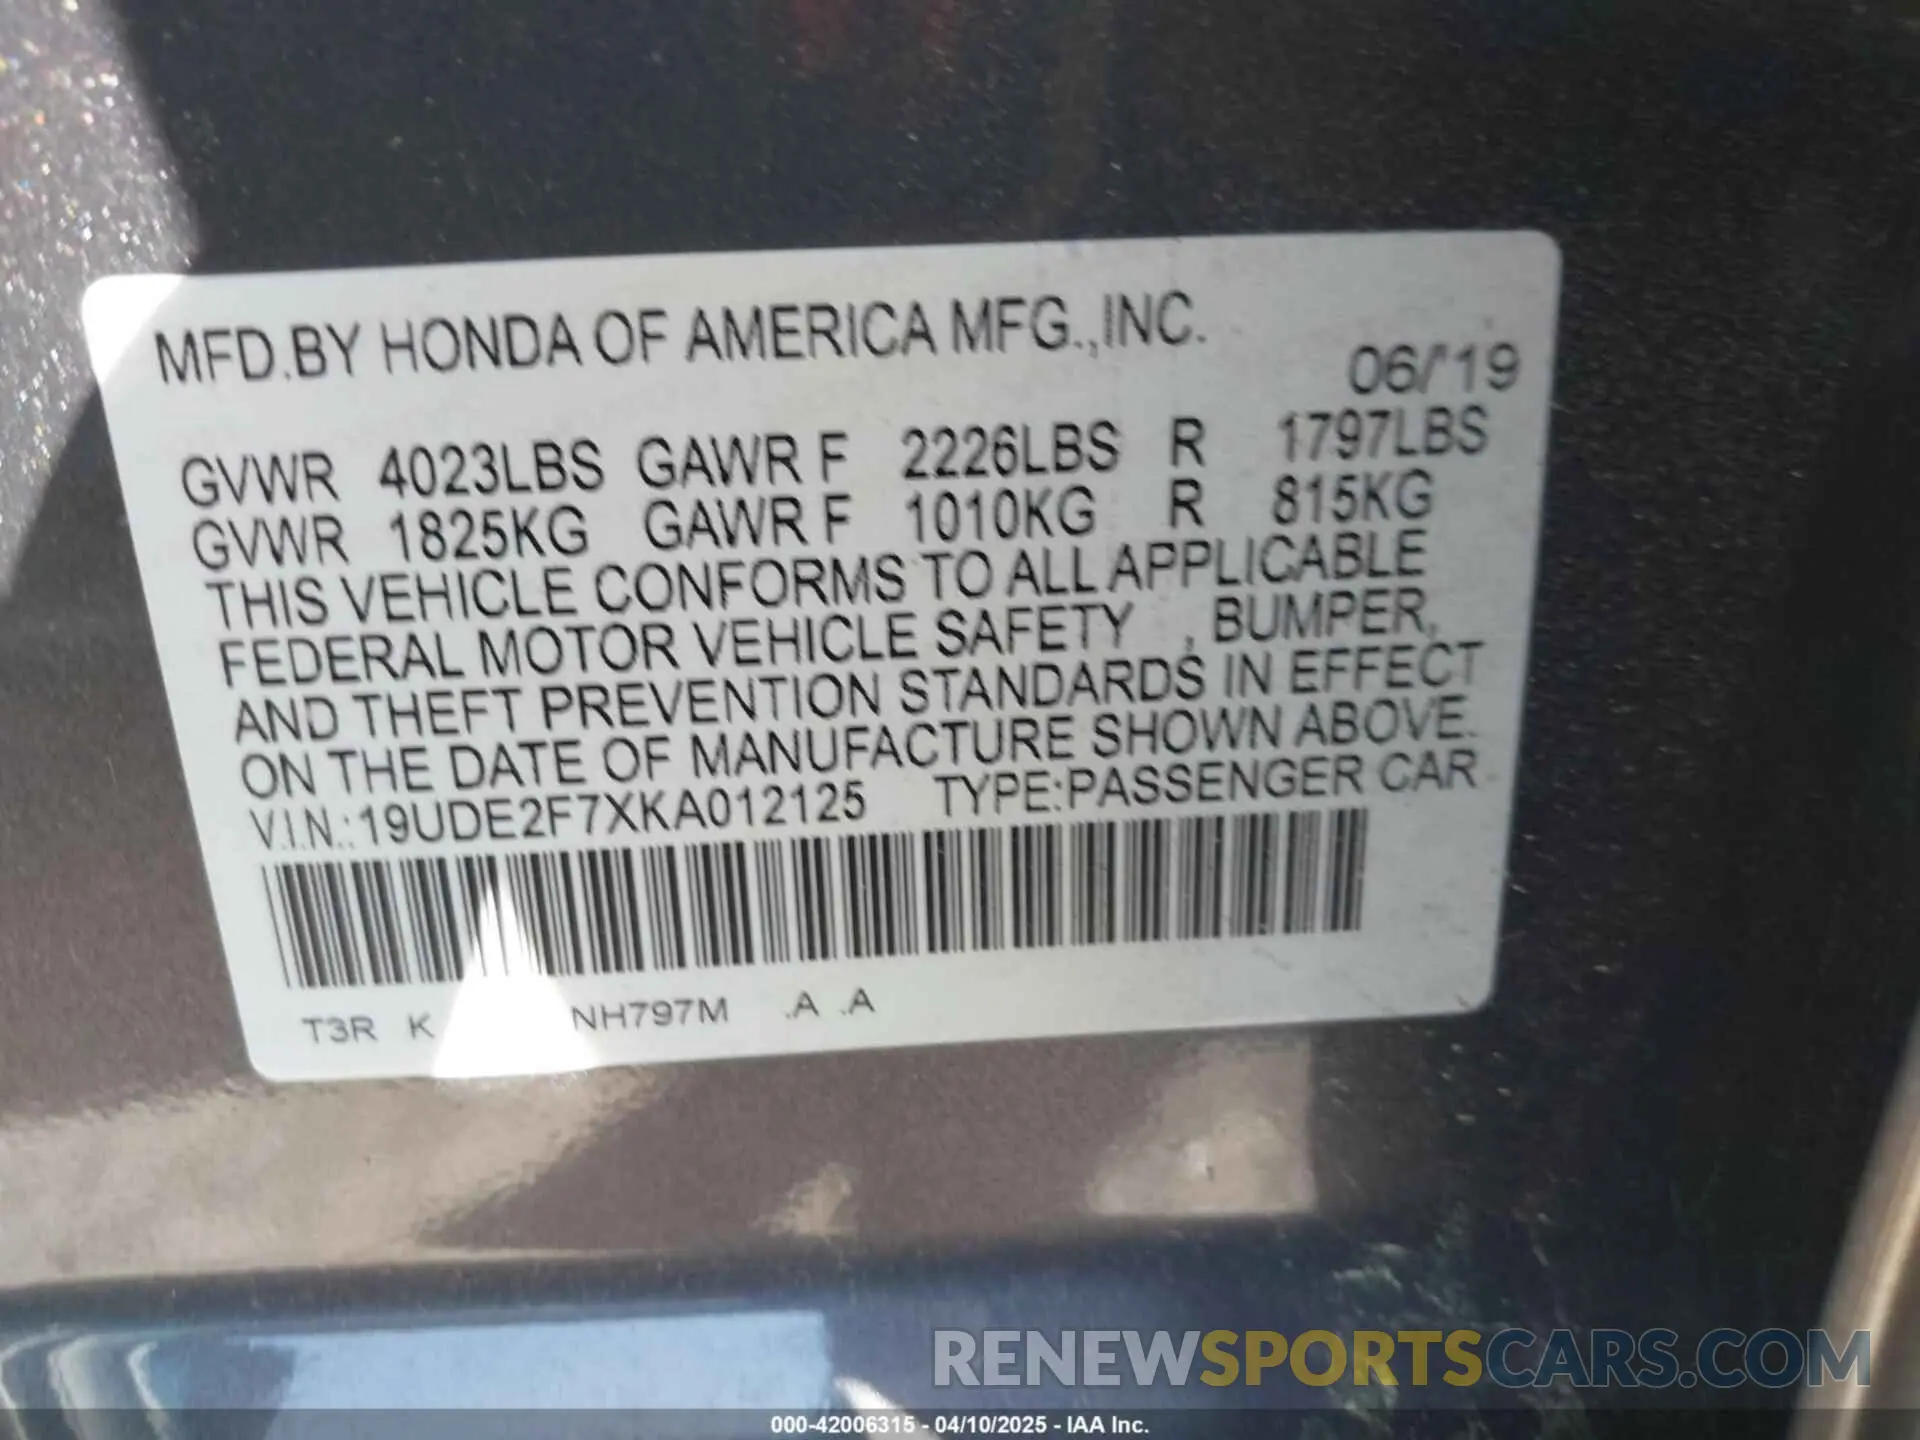 MFD.BY HONDA OF AMERICA MFG.,INC.
06/'19
GVWR 4023LBS GAWR F 2226LBS R 1797LBS
GVWR 1825KG GAWR F 1010KG R 815KG
THIS VEHICLE CONFORMS TO ALL APPLICABLE
FEDERAL MOTOR VEHICLE SAFETY , BUMPER,
AND THEFT PREVENTION STANDARDS IN EFFECT
ON THE DATE OF MANUFACTURE SHOWN ABOVE.
V.I.N.:19UDE2F7XKA012125 TYPE:PASSENGER CAR
T3R K NH797M .A .A
RENEWSPORTSCARS.COM
000-42006315 - 04/10/2025 - IAA Inc.